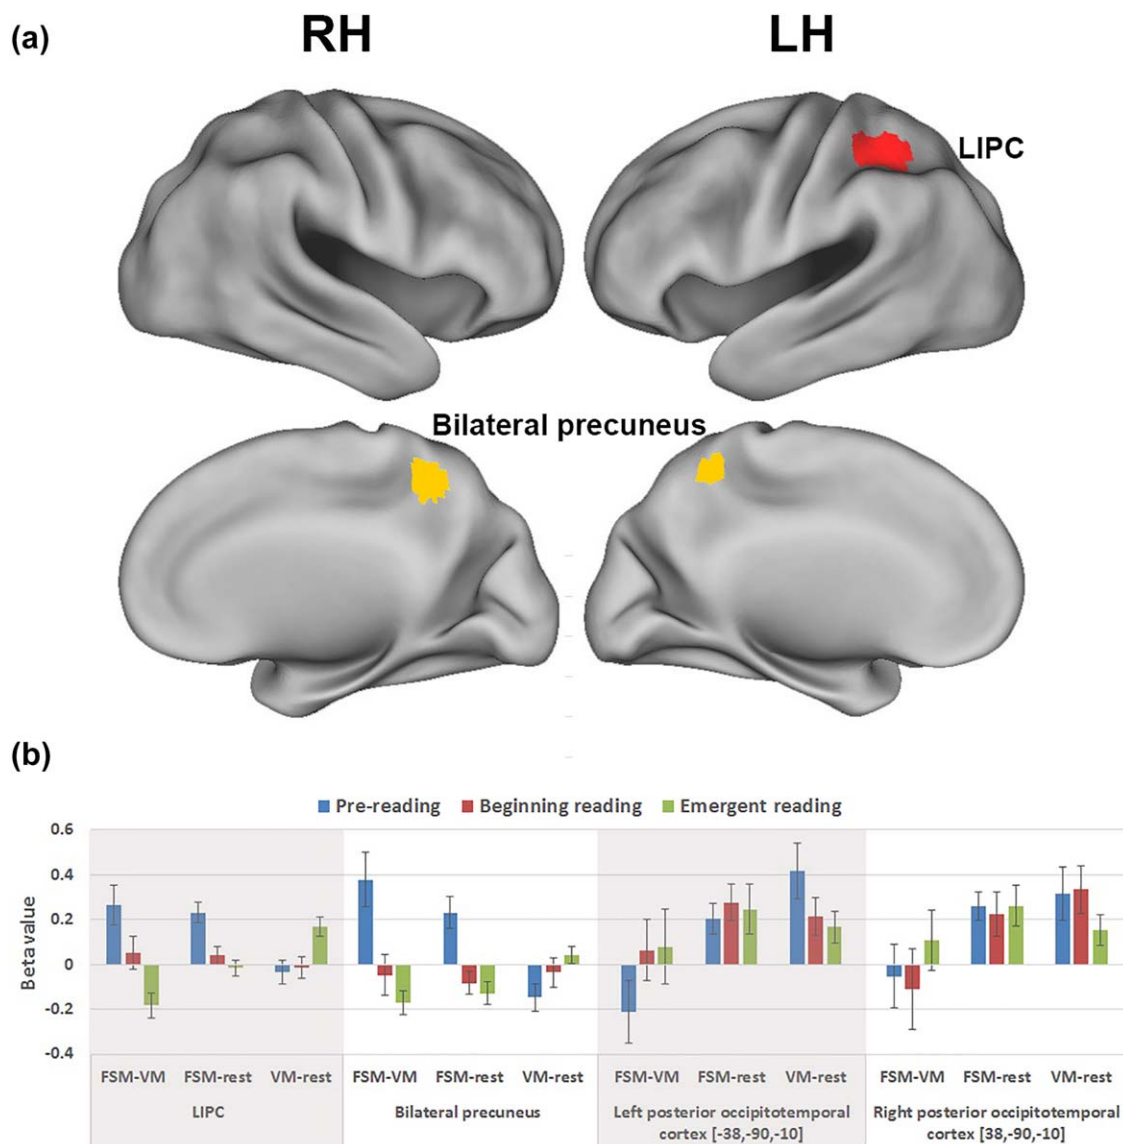 (a)
RH LH
LIPC
Bilateral precuneus
(b)
Pre-reading Beginning reading Emergent reading
0.6
0.4
0.2
0
-0.2
-0.4
Beta value
FSM-VM FSM-rest VM-rest FSM-VM FSM-rest VM-rest FSM-VM FSM-rest VM-rest FSM-VM FSM-rest VM-rest
LIPC Bilateral precuneus Left posterior occipitotemporal Right posterior occipitotemporal
cortex [-38,-90,-10] cortex [38,-90,-10]